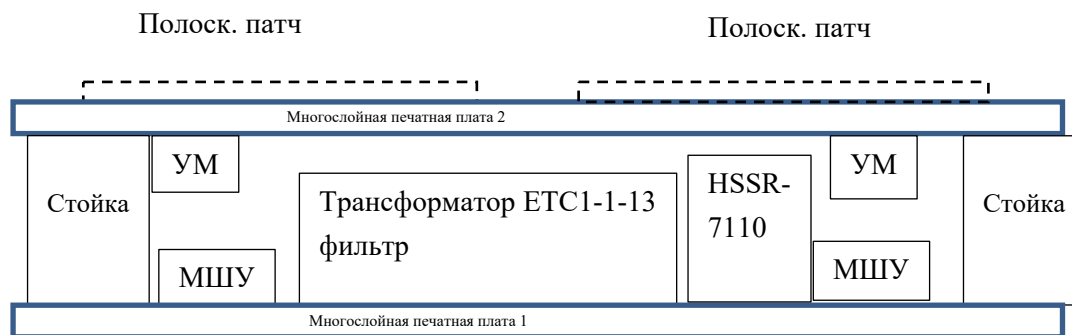 Полоск. патч
Полоск. патч
Многослойная печатная плата 2
УМ
УМ
Стойка
Трансформатор ETC1-1-13
фильтр
HSSR-
7110
Стойка
МШУ
МШУ
Многослойная печатная плата 1